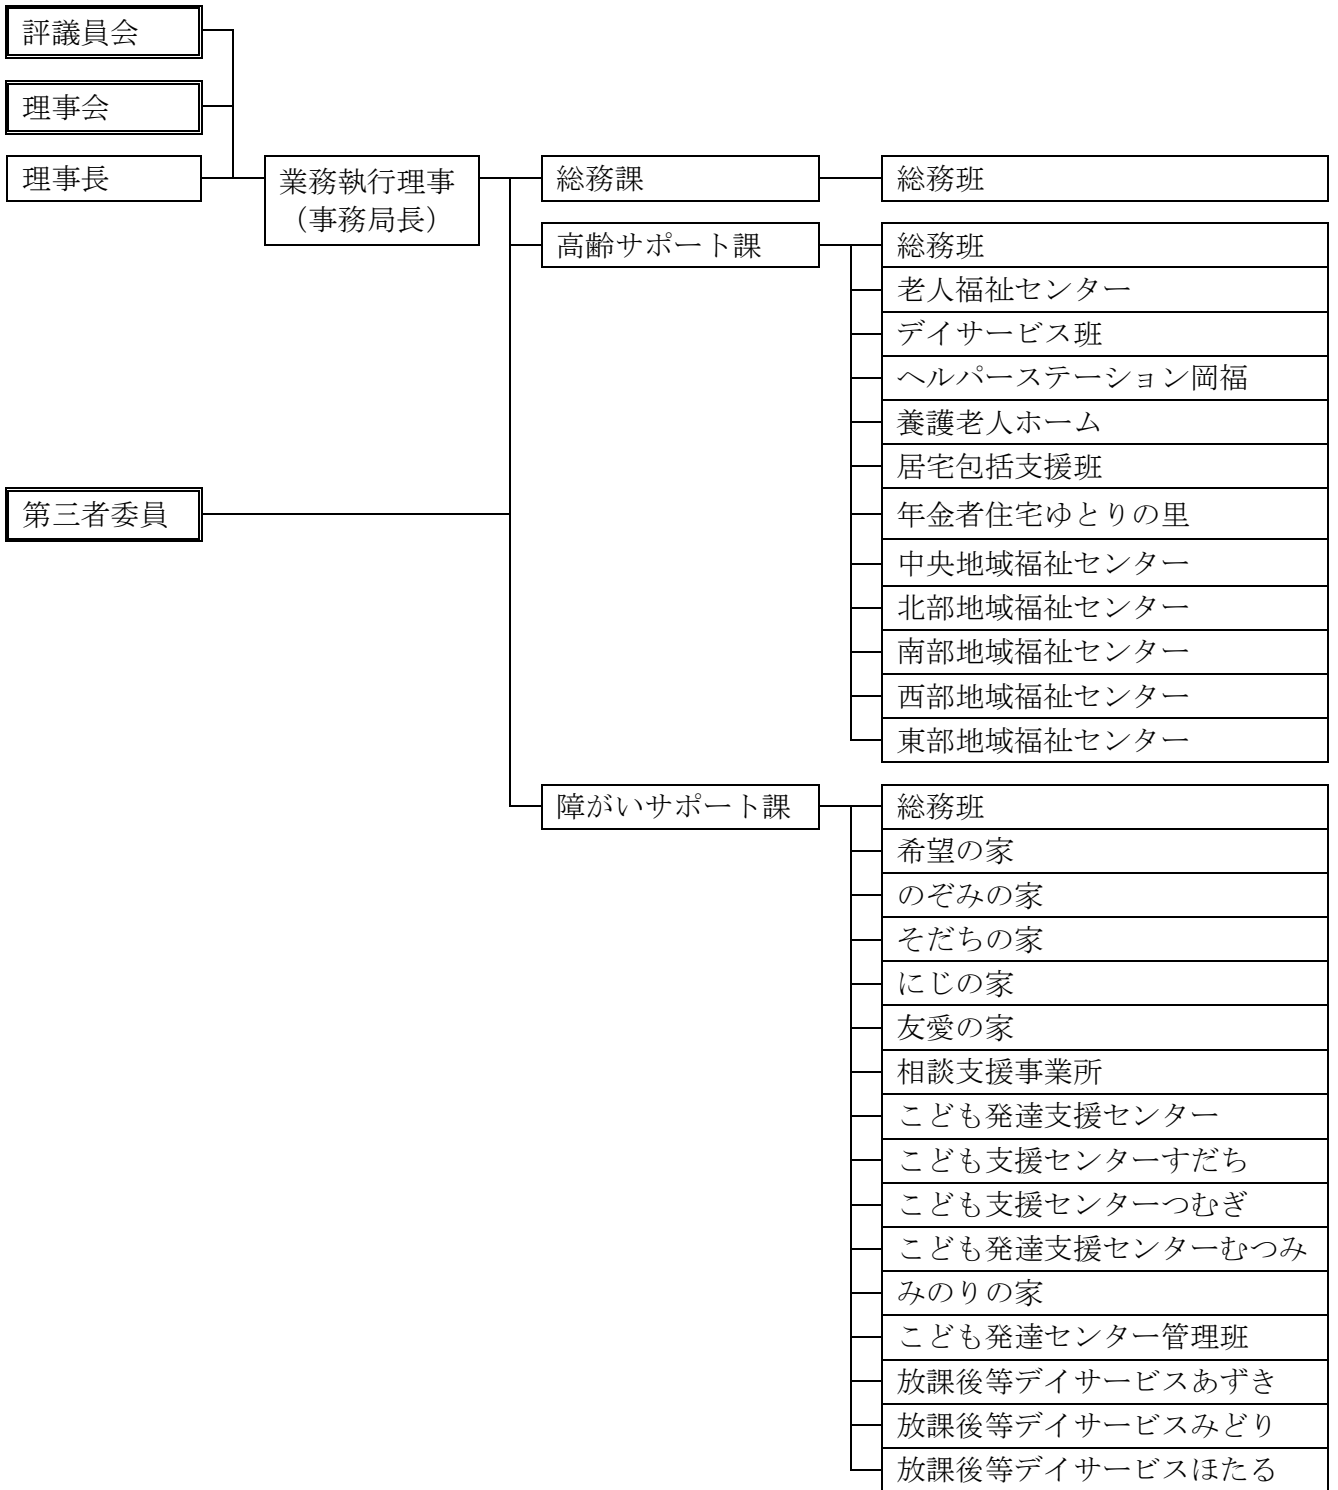 評議員会
理事会
理事長
業務執行理事
（事務局長）
総務課
総務班
高齢サポート課
総務班
老人福祉センター
デイサービス班
ヘルパーステーション岡福
養護老人ホーム
居宅包括支援班
第三者委員
年金者住宅ゆとりの里
中央地域福祉センター
北部地域福祉センター
南部地域福祉センター
西部地域福祉センター
東部地域福祉センター
障がいサポート課
総務班
希望の家
のぞみの家
そだちの家
にじの家
友愛の家
相談支援事業所
こども発達支援センター
こども支援センターすだち
こども支援センターつむぎ
こども発達支援センターむつみ
みのりの家
こども発達センター管理班
放課後等デイサービスあずき
放課後等デイサービスみどり
放課後等デイサービスほたる